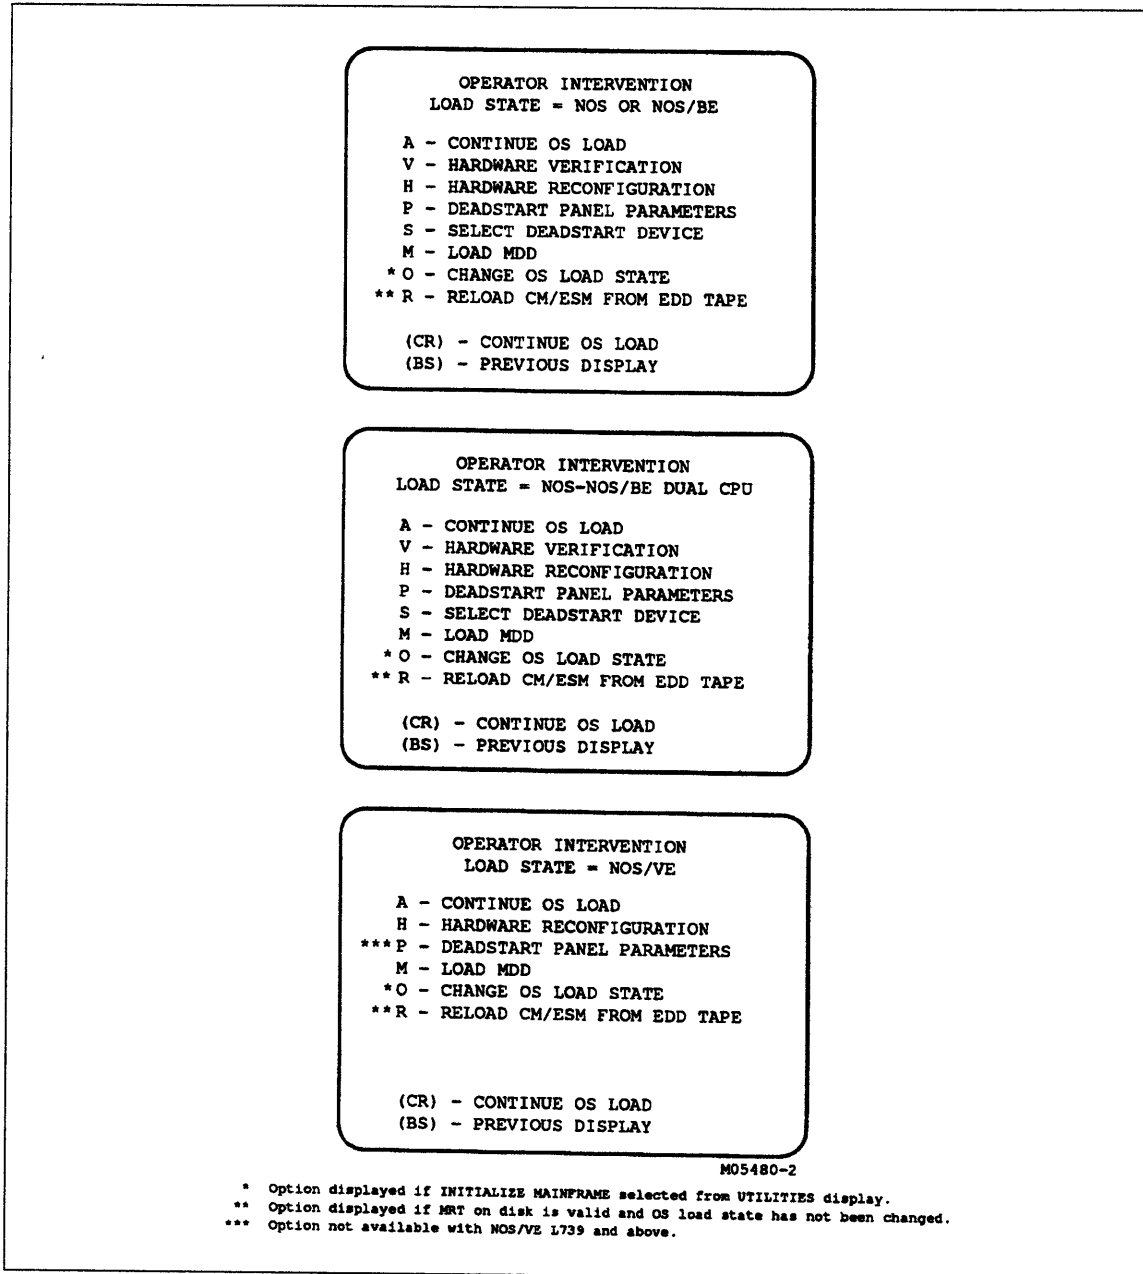 OPERATOR INTERVENTION
LOAD STATE = NOS OR NOS/BE
A - CONTINUE OS LOAD
V - HARDWARE VERIFICATION
H - HARDWARE RECONFIGURATION
P - DEADSTART PANEL PARAMETERS
S - SELECT DEADSTART DEVICE
M - LOAD MDD
* O - CHANGE OS LOAD STATE
** R - RELOAD CM/ESM FROM EDD TAPE
(CR) - CONTINUE OS LOAD
(BS) - PREVIOUS DISPLAY
OPERATOR INTERVENTION
LOAD STATE = NOS-NOS/BE DUAL CPU
A - CONTINUE OS LOAD
V - HARDWARE VERIFICATION
H - HARDWARE RECONFIGURATION
P - DEADSTART PANEL PARAMETERS
S - SELECT DEADSTART DEVICE
M - LOAD MDD
* O - CHANGE OS LOAD STATE
** R - RELOAD CM/ESM FROM EDD TAPE
(CR) - CONTINUE OS LOAD
(BS) - PREVIOUS DISPLAY
OPERATOR INTERVENTION
LOAD STATE = NOS/VE
A - CONTINUE OS LOAD
H - HARDWARE RECONFIGURATION
*** P - DEADSTART PANEL PARAMETERS
M - LOAD MDD
* O - CHANGE OS LOAD STATE
** R - RELOAD CM/ESM FROM EDD TAPE
(CR) - CONTINUE OS LOAD
(BS) - PREVIOUS DISPLAY
M05480-2
* Option displayed if INITIALIZE MAINFRAME selected from UTILITIES display.
** Option displayed if MRT on disk is valid and OS load state has not been changed.
*** Option not available with NOS/VE L739 and above.